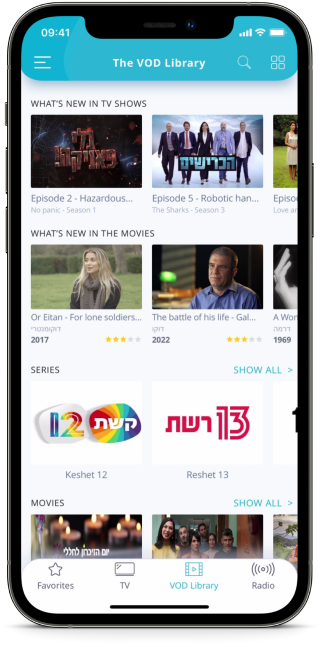 09:41
The VOD Library
WHAT'S NEW IN TV SHOWS
גלי
פאניקה!
הכרישים
Episode 2 - Hazardous...
Episode 5 - Robotic han...
Episo
No panic - Season 1
The Sharks - Season 3
Love an
WHAT'S NEW IN THE MOVIES
Or Eitan - For lone soldiers...
The battle of his life - Gal...
A Wom
דוקומנטרי
דוקו
דרמה
2017
2022
1969
SERIES
SHOW ALL >
12 קשת
רשת 13
1
Keshet 12
Reshet 13
MOVIES
SHOW ALL >
יום הזיכרון לחללי
Favorites
TV
VOD Library
Radio